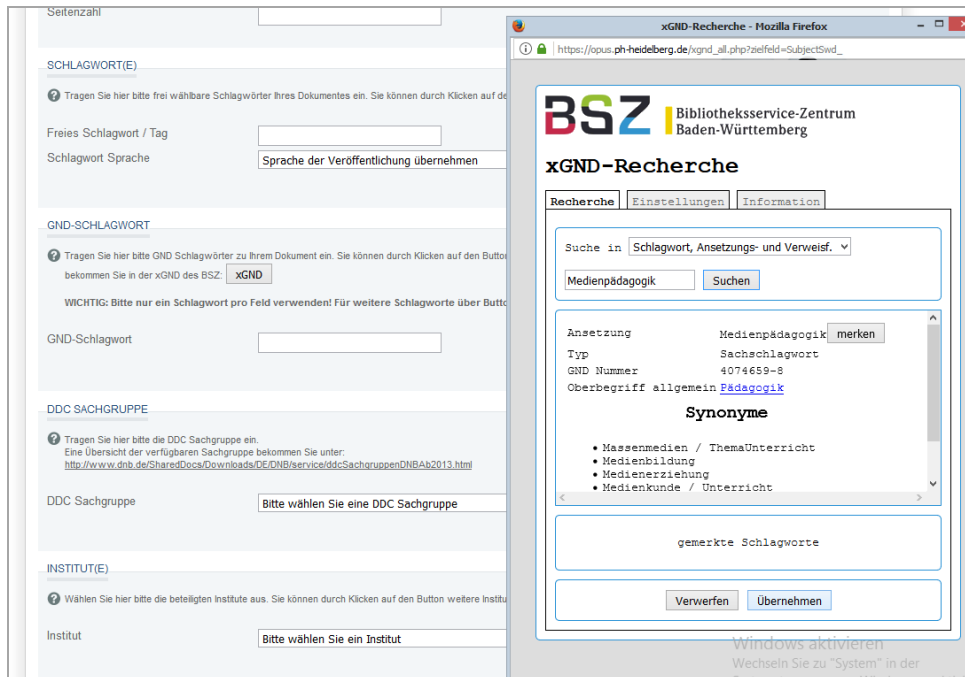 Seitenzahl
SCHLAGWORT(E)
Tragen Sie hier bitte frei wählbare Schlagwörter Ihres Dokumentes ein. Sie können durch Klicken auf de
Freies Schlagwort / Tag
Schlagwort Sprache
Sprache der Veröffentlichung übernehmen
GND-SCHLAGWORT
Tragen Sie hier bitte GND Schlagwörter zu Ihrem Dokument ein. Sie können durch Klicken auf den Button
bekommen Sie in der xGND des BSZ: xGND
WICHTIG: Bitte nur ein Schlagwort pro Feld verwenden! Für weitere Schlagworte über Butto
GND-Schlagwort
DDC SACHGRUPPE
Tragen Sie hier bitte die DDC Sachgruppe ein.
Eine Übersicht der verfügbaren Sachgruppe bekommen Sie unter:
http://www.dnb.de/SharedDocs/Downloads/DE/DNB/service/ddcSachgruppenDNBAb2013.html
DDC Sachgruppe
Bitte wählen Sie eine DDC Sachgruppe
INSTITUT(E)
Wählen Sie hier bitte die beteiligten Institute aus. Sie können durch Klicken auf den Button weitere Institu
Institut
Bitte wählen Sie ein Institut
xGND-Recherche - Mozilla Firefox
https://opus.ph-heidelberg.de/xgnd_all.php?zielfeld=SubjectSwd_
BSZ
Bibliotheksservice-Zentrum
Baden-Württemberg
xGND-Recherche
Recherche Einstellungen Information
Suche in Schlagwort, Ansetzungs- und Verweisf.
Medienpädagogik Suchen
Ansetzung Medienpädagogik merken
Typ Sachschlagwort
GND Nummer 4074659-8
Oberbegriff allgemein Pädagogik
Synonyme
• Massenmedien / ThemaUnterricht
• Medienbildung
• Medienerziehung
• Medienkunde / Unterricht
gemerkte Schlagworte
Verwerfen Übernehmen
Windows aktivieren
Wechseln Sie zu "System" in der